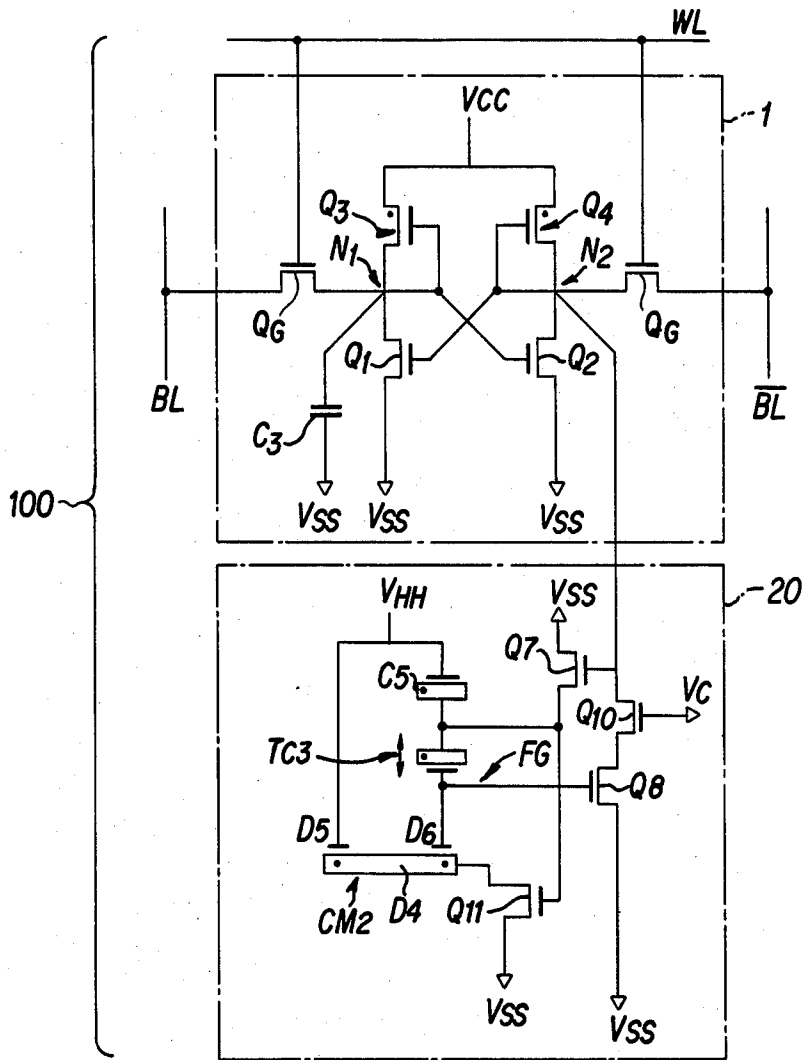 WL
VCC
1
Q3
Q4
N1
N2
QG
QG
Q1
Q2
BL
BL
C3
100
VSS
VSS
VSS
VHH
VSS
20
Q7
C5
VC
Q10
TC3
FG
Q8
D5
D6
CM2
D4
Q11
VSS
VSS